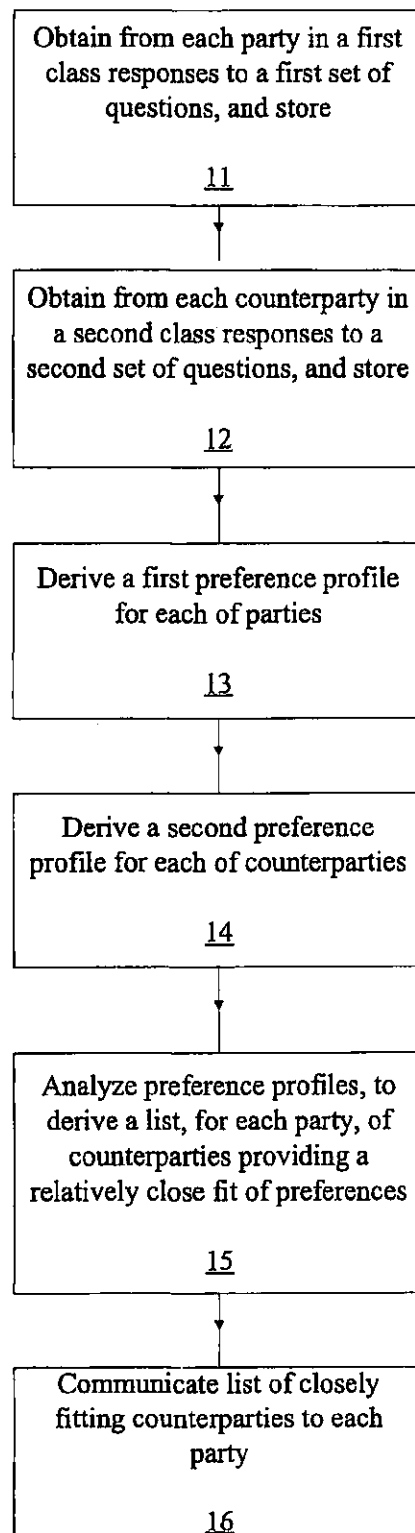 Obtain from each party in a first
class responses to a first set of
questions, and store
11
Obtain from each counterparty in
a second class responses to a
second set of questions, and store
12
Derive a first preference profile
for each of parties
13
Derive a second preference
profile for each of counterparties
14
Analyze preference profiles, to
derive a list, for each party, of
counterparties providing a
relatively close fit of preferences
15
Communicate list of closely
fitting counterparties to each
party
16